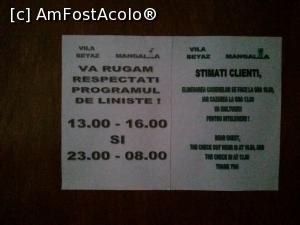 [c] AmFostAcolo®
VILA
BEYAZ MANGALIA
VA RUGAM
RESPECTATI
PROGRAMUL
DE LINISTE !
13.00 - 16.00
SI
23.00 - 08.00
VILA
BEYAZ MANGALIA
STIMATI CLIENTI,
ELIBERAREA CAMERELOR SE FACE LA ORA 10.00,
IAR CAZAREA LA ORA 13.00
VA MULTUMIM
PENTRU INTELEGERE !
DEAR GUEST,
THE CHECK OUT HOUR IS AT 10.00, AND
THE CHECK IN AT 13.00
THANK YOU